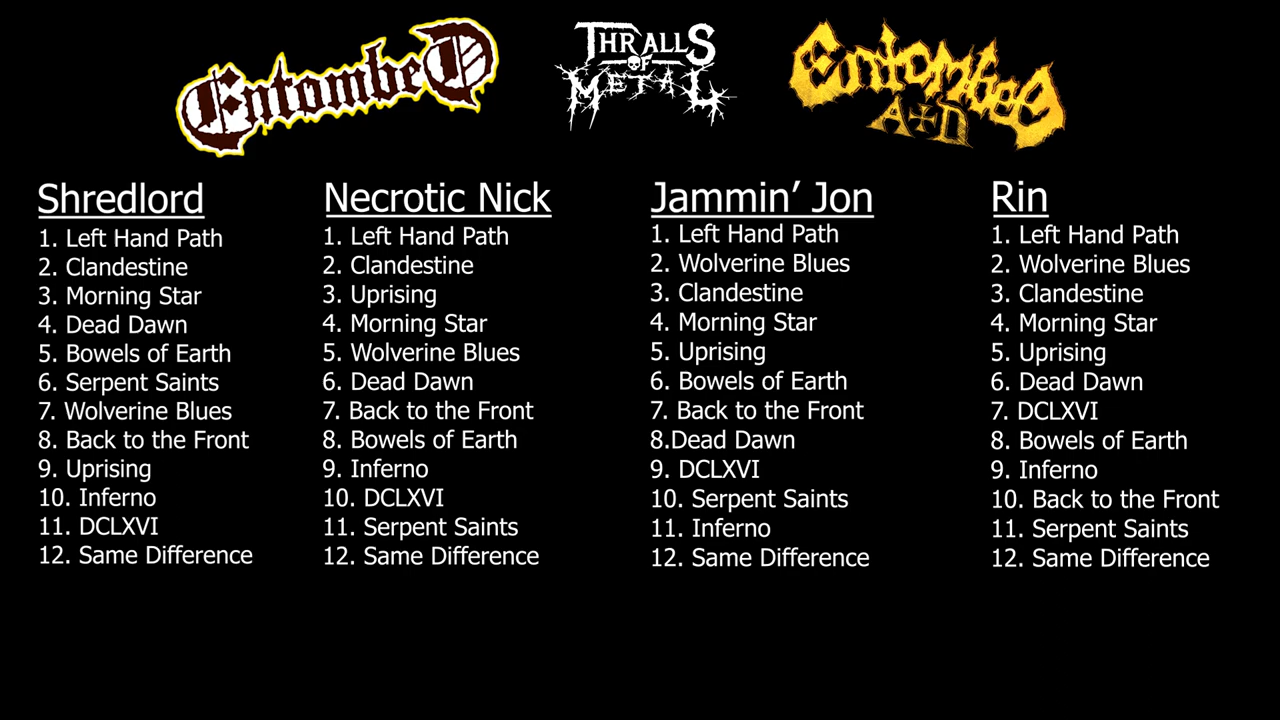 Entombed
THRALLS
OF
METAL
Entombed
A+D
Shredlord
1. Left Hand Path
2. Clandestine
3. Morning Star
4. Dead Dawn
5. Bowels of Earth
6. Serpent Saints
7. Wolverine Blues
8. Back to the Front
9. Uprising
10. Inferno
11. DCLXVI
12. Same Difference
Necrotic Nick
1. Left Hand Path
2. Clandestine
3. Uprising
4. Morning Star
5. Wolverine Blues
6. Dead Dawn
7. Back to the Front
8. Bowels of Earth
9. Inferno
10. DCLXVI
11. Serpent Saints
12. Same Difference
Jammin’ Jon
1. Left Hand Path
2. Wolverine Blues
3. Clandestine
4. Morning Star
5. Uprising
6. Bowels of Earth
7. Back to the Front
8.Dead Dawn
9. DCLXVI
10. Serpent Saints
11. Inferno
12. Same Difference
Rin
1. Left Hand Path
2. Wolverine Blues
3. Clandestine
4. Morning Star
5. Uprising
6. Dead Dawn
7. DCLXVI
8. Bowels of Earth
9. Inferno
10. Back to the Front
11. Serpent Saints
12. Same Difference